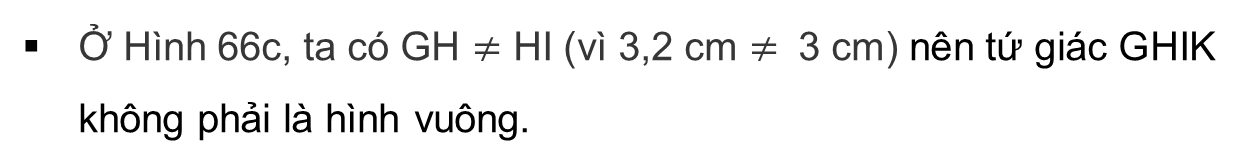 ▪ Ở Hình 66c, ta có GH ≠ HI (vì 3,2 cm ≠ 3 cm) nên tứ giác GHIK
không phải là hình vuông.